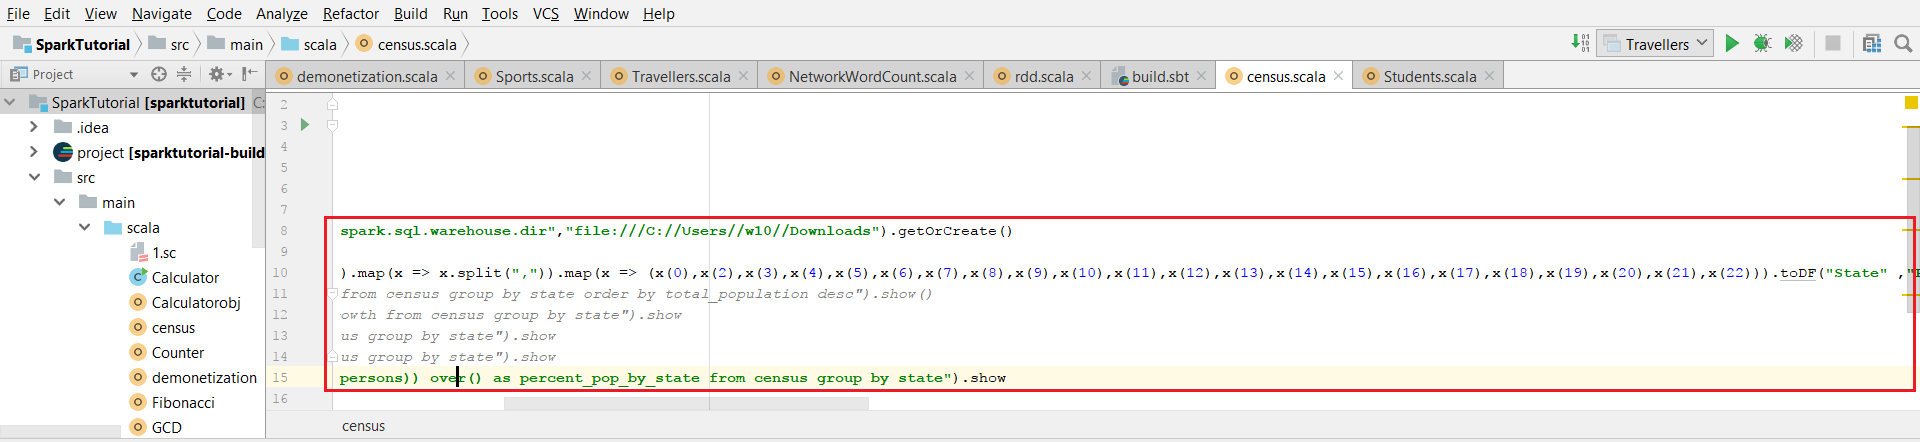 File Edit View Navigate Code Analyze Refactor Build Run Tools VCS Window Help
SparkTutorial src main scala census.scala Travellers
Project demonetization.scala Sports.scala Travellers.scala NetworkWordCount.scala rdd.scala build.sbt census.scala Students.scala
SparkTutorial [sparktutorial] C:
.idea
project [sparktutorial-build
src
main
scala
1.sc
Calculator
Calculatorobj
census
Counter
demonetization
Fibonacci
GCD
2
3
4
5
6
7
8 spark.sql.warehouse.dir","file:///C://Users//w10//Downloads").getOrCreate()
9
10 ).map(x => x.split(",")).map(x => (x(0),x(2),x(3),x(4),x(5),x(6),x(7),x(8),x(9),x(10),x(11),x(12),x(13),x(14),x(15),x(16),x(17),x(18),x(19),x(20),x(21),x(22))).toDF("State" ,"
11 from census group by state order by total_population desc").show()
12 owth from census group by state").show
13 us group by state").show
14 us group by state").show
15 persons)) over() as percent_pop_by_state from census group by state").show
16
census